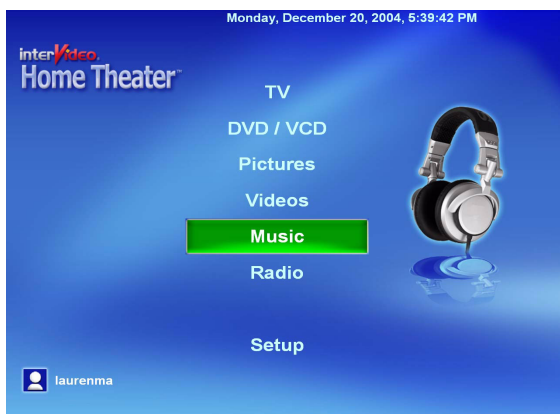 Monday, December 20, 2004, 5:39:42 PM
interVideo.
Home Theater™
TV
DVD / VCD
Pictures
Videos
Music
Radio
Setup
laurenma